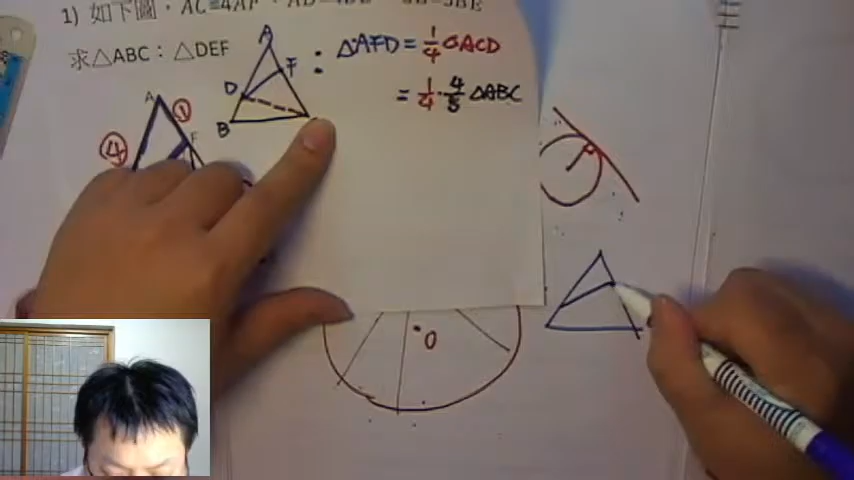 1) 如下圖，AC=4AF，AD=4BD
求△ABC：△DEF
△AFD = 1/4 △ACD
= 1/4 · 4/5 △ABC
A
F
D
B
A
①
F
④
O